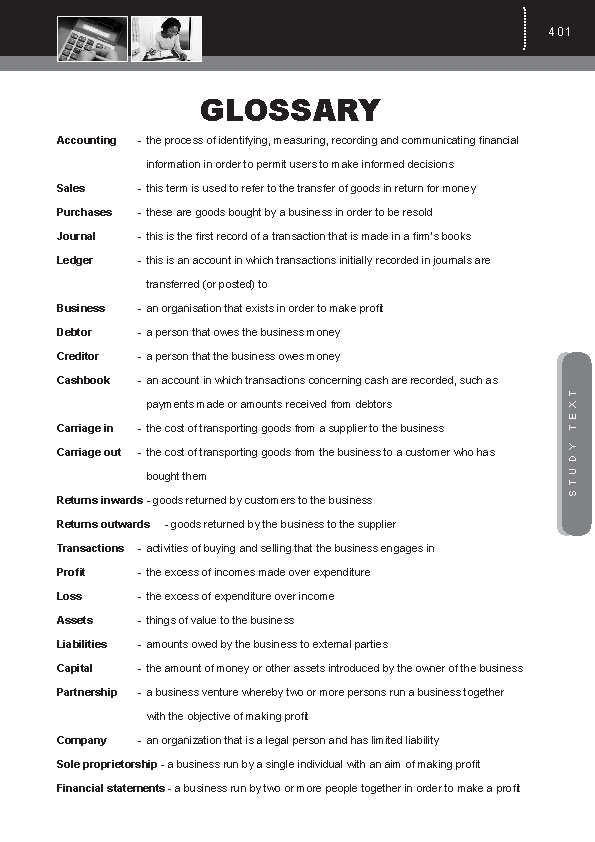 401
GLOSSARY
Accounting - the process of identifying, measuring, recording and communicating financial
information in order to permit users to make informed decisions
Sales - this term is used to refer to the transfer of goods in return for money
Purchases - these are goods bought by a business in order to be resold
Journal - this is the first record of a transaction that is made in a firm's books
Ledger - this is an account in which transactions initially recorded in journals are
transferred (or posted) to
Business - an organisation that exists in order to make profit
Debtor - a person that owes the business money
Creditor - a person that the business owes money
Cashbook - an account in which transactions concerning cash are recorded, such as
payments made or amounts received from debtors
Carriage in - the cost of transporting goods from a supplier to the business
Carriage out - the cost of transporting goods from the business to a customer who has
bought them
Returns inwards - goods returned by customers to the business
Returns outwards - goods returned by the business to the supplier
Transactions - activities of buying and selling that the business engages in
Profit - the excess of incomes made over expenditure
Loss - the excess of expenditure over income
Assets - things of value to the business
Liabilities - amounts owed by the business to external parties
Capital - the amount of money or other assets introduced by the owner of the business
Partnership - a business venture whereby two or more persons run a business together
with the objective of making profit
Company - an organization that is a legal person and has limited liability
Sole proprietorship - a business run by a single individual with an aim of making profit
Financial statements - a business run by two or more people together in order to make a profit
STUDY TEXT